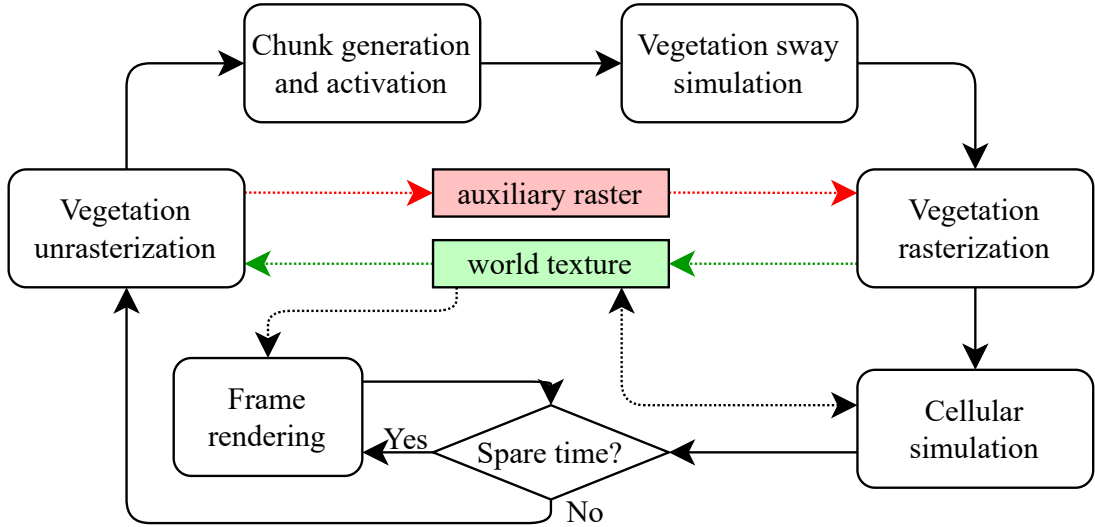 Chunk generation
and activation
Vegetation sway
simulation
Vegetation
unrasterization
auxiliary raster
world texture
Vegetation
rasterization
Frame
rendering
Yes
Spare time?
No
Cellular
simulation